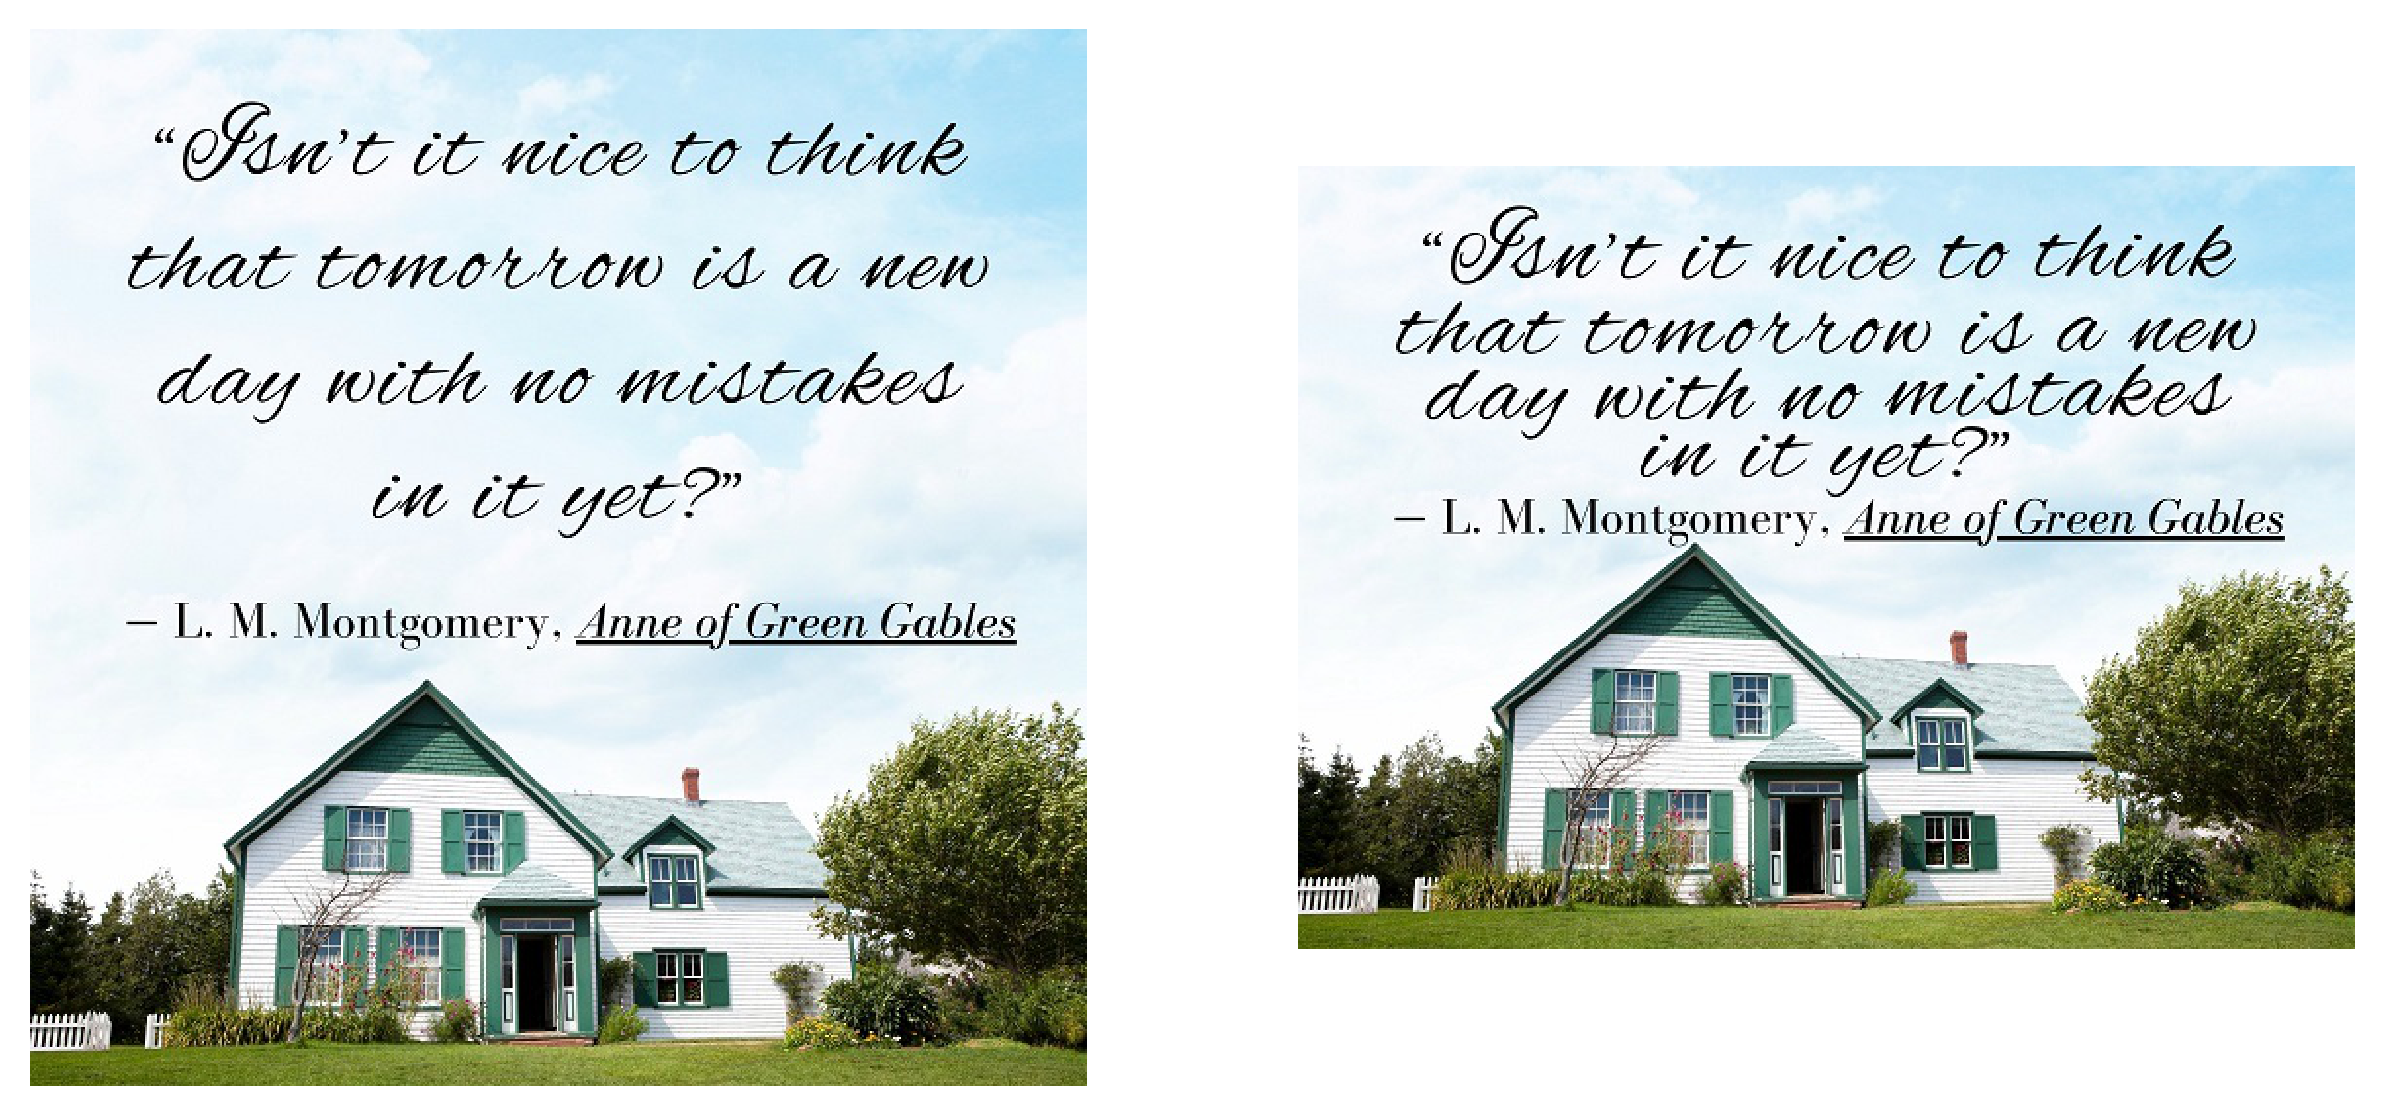 “Isn’t it nice to think
that tomorrow is a new
day with no mistakes
in it yet?”
— L. M. Montgomery, Anne of Green Gables
“Isn’t it nice to think
that tomorrow is a new
day with no mistakes
in it yet?”
— L. M. Montgomery, Anne of Green Gables